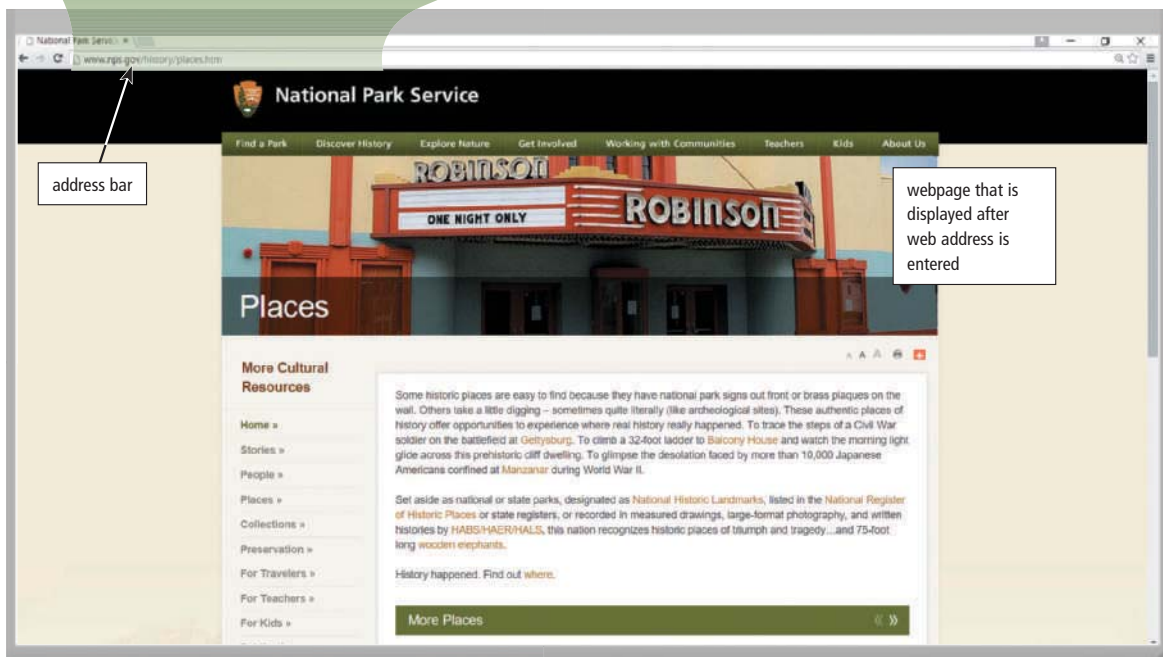 National Park Servic
www.nps.gov/history/places.htm
National Park Service
Find a Park Discover History Explore Nature Get Involved Working with Communities Teachers Kids About Us
address bar
ROBINSON
ONE NIGHT ONLY
ROBINSON
webpage that is
displayed after
web address is
entered
Places
A A A
More Cultural
Resources
Home »
Stories »
People »
Places »
Collections »
Preservation »
For Travelers »
For Teachers »
For Kids »
Some historic places are easy to find because they have national park signs out front or brass plaques on the
wall. Others take a little digging – sometimes quite literally (like archeological sites). These authentic places of
history offer opportunities to experience where real history really happened. To trace the steps of a Civil War
soldier on the battlefield at Gettysburg. To climb a 32-foot ladder to Balcony House and watch the morning light
glide across this prehistoric cliff dwelling. To glimpse the desolation faced by more than 10,000 Japanese
Americans confined at Manzanar during World War II.
Set aside as national or state parks, designated as National Historic Landmarks, listed in the National Register
of Historic Places or state registers, or recorded in measured drawings, large-format photography, and written
histories by HABS/HAER/HALS, this nation recognizes historic places of triumph and tragedy…and 75-foot
long wooden elephants.
History happened. Find out where.
More Places « »